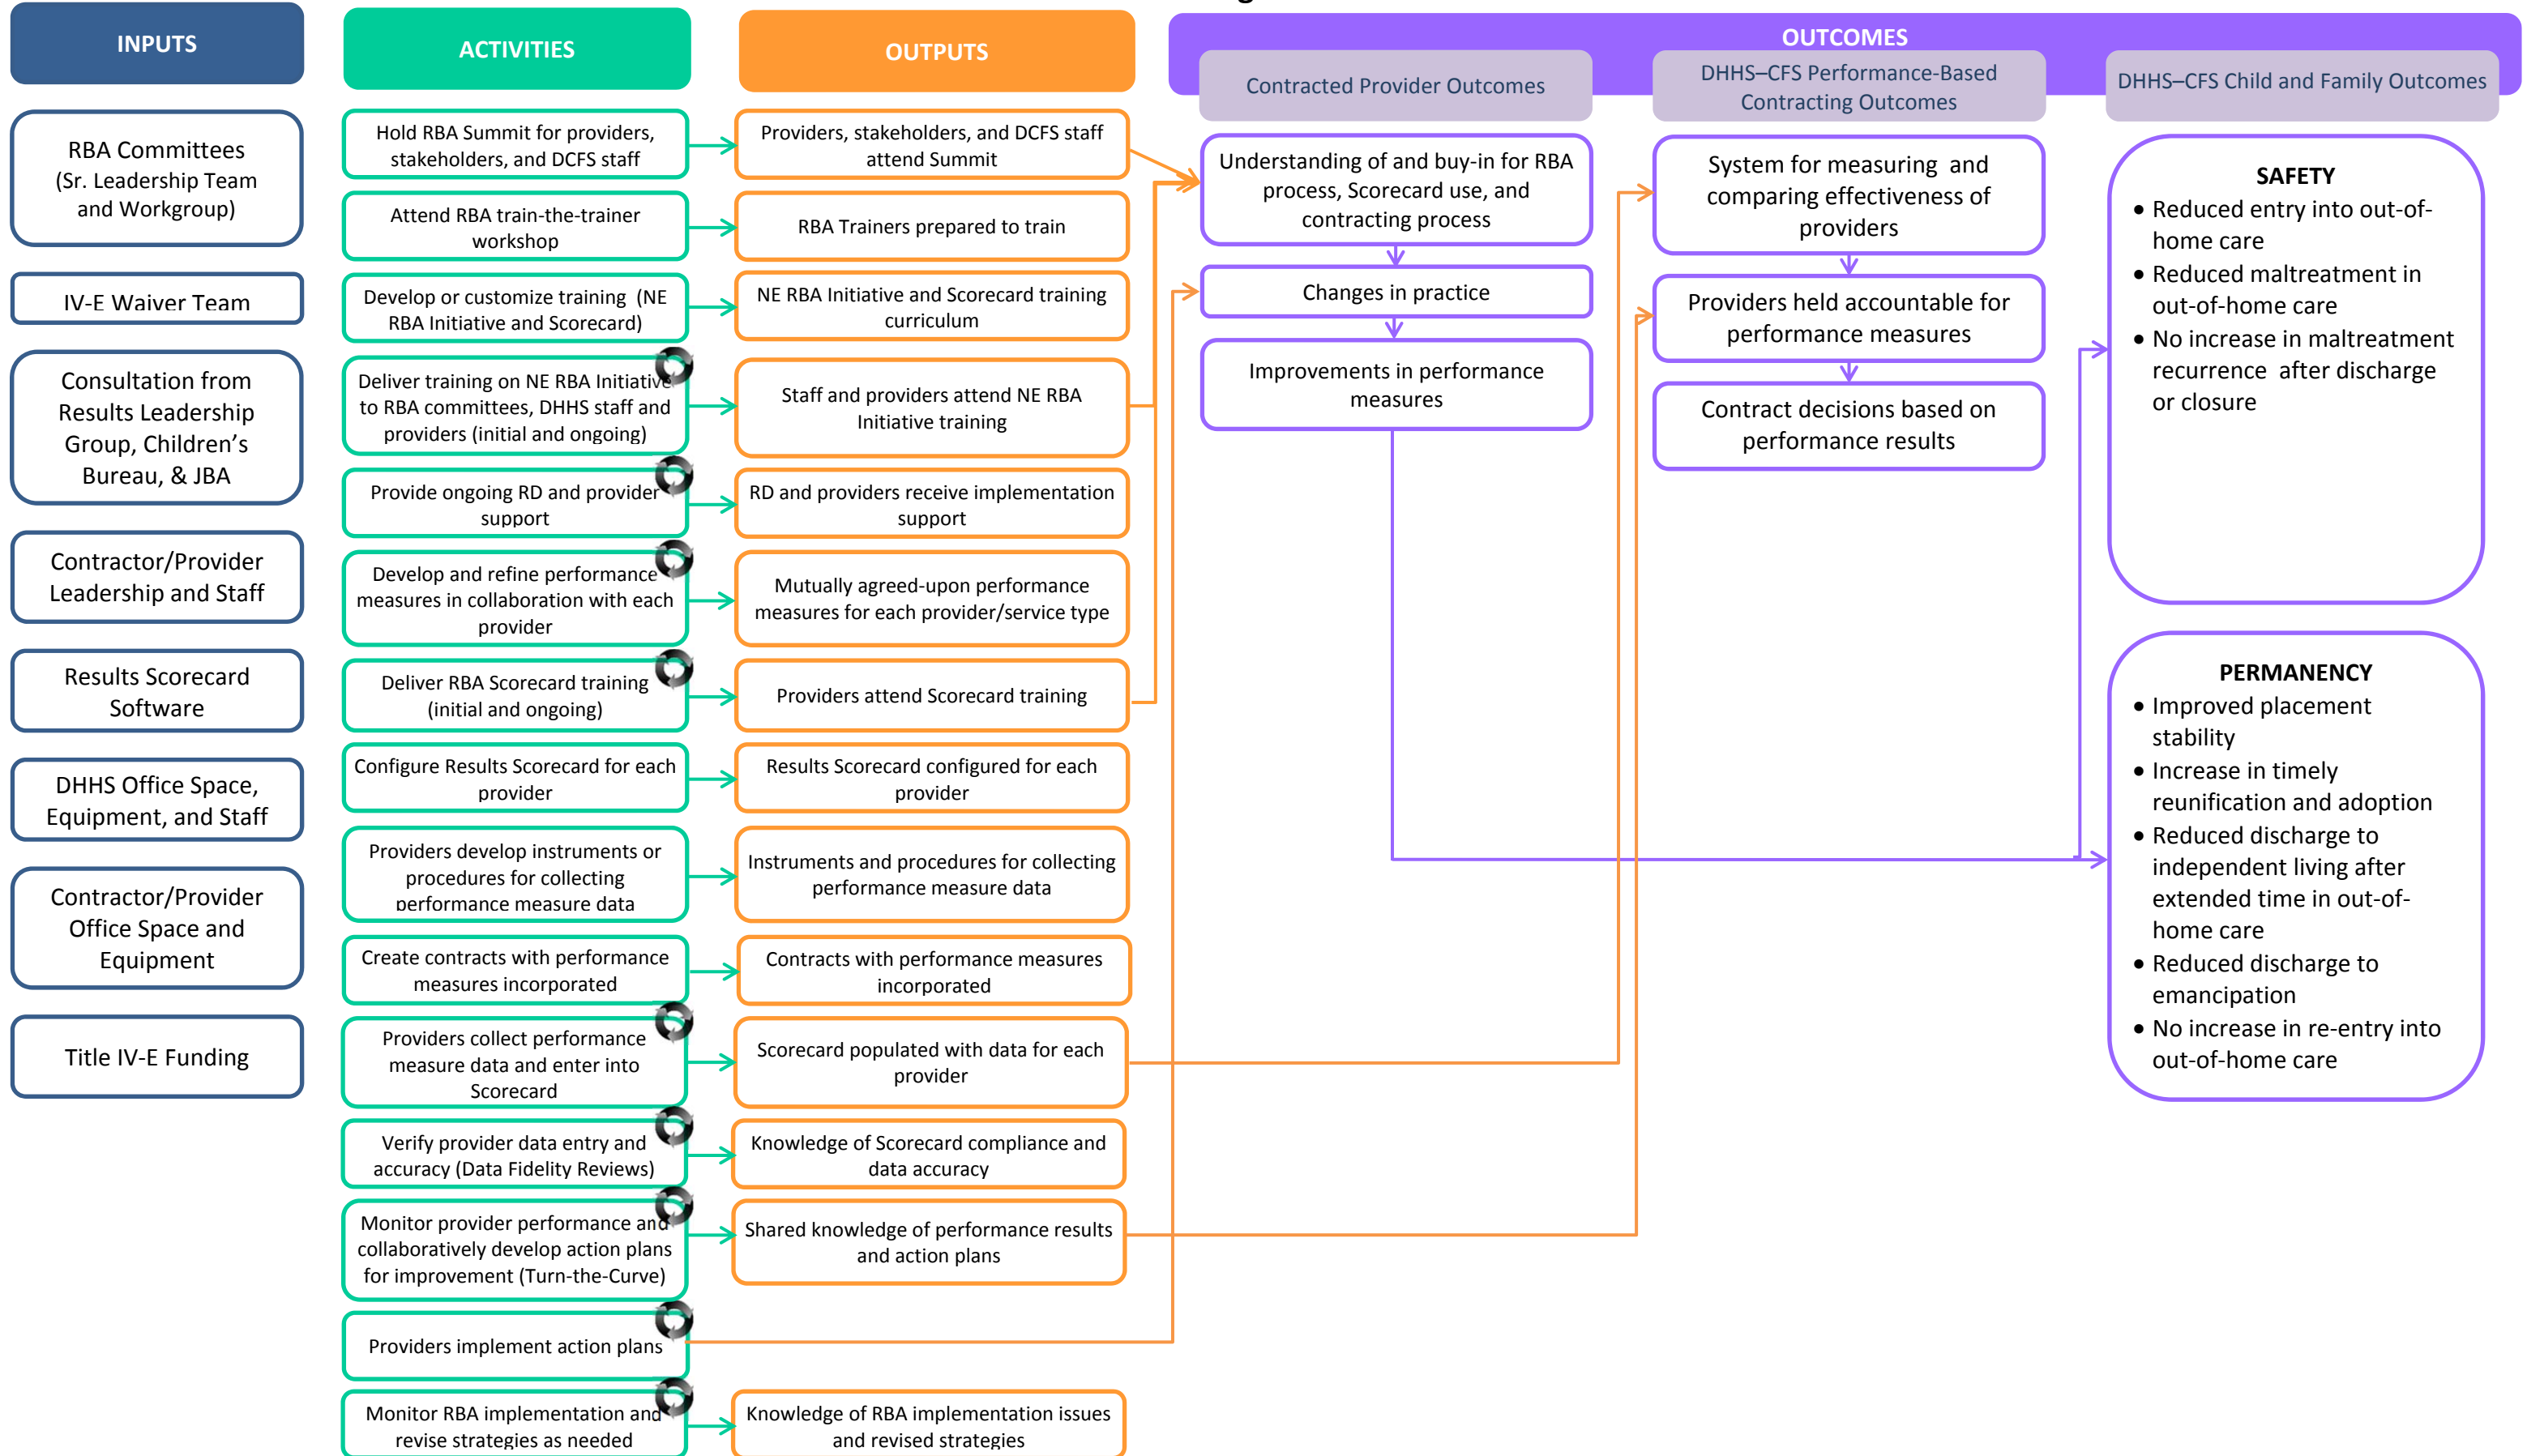 INPUTS
RBA Committees
(Sr. Leadership Team
and Workgroup)
IV-E Waiver Team
Consultation from
Results Leadership
Group, Children’s
Bureau, & JBA
Contractor/Provider
Leadership and Staff
Results Scorecard
Software
DHHS Office Space,
Equipment, and Staff
Contractor/Provider
Office Space and
Equipment
Title IV-E Funding
ACTIVITIES
Hold RBA Summit for providers,
stakeholders, and DCFS staff
Attend RBA train-the-trainer
workshop
Develop or customize training (NE
RBA Initiative and Scorecard)
Deliver training on NE RBA Initiative
to RBA committees, DHHS staff and
providers (initial and ongoing)
Provide ongoing RD and provider
support
Develop and refine performance
measures in collaboration with each
provider
Deliver RBA Scorecard training
(initial and ongoing)
Configure Results Scorecard for each
provider
Providers develop instruments or
procedures for collecting
performance measure data
Create contracts with performance
measures incorporated
Providers collect performance
measure data and enter into
Scorecard
Verify provider data entry and
accuracy (Data Fidelity Reviews)
Monitor provider performance and
collaboratively develop action plans
for improvement (Turn-the-Curve)
Providers implement action plans
Monitor RBA implementation and
revise strategies as needed
OUTPUTS
Providers, stakeholders, and DCFS staff
attend Summit
RBA Trainers prepared to train
NE RBA Initiative and Scorecard training
curriculum
Staff and providers attend NE RBA
Initiative training
RD and providers receive implementation
support
Mutually agreed-upon performance
measures for each provider/service type
Providers attend Scorecard training
Results Scorecard configured for each
provider
Instruments and procedures for collecting
performance measure data
Contracts with performance measures
incorporated
Scorecard populated with data for each
provider
Knowledge of Scorecard compliance and
data accuracy
Shared knowledge of performance results
and action plans
Knowledge of RBA implementation issues
and revised strategies
OUTCOMES
Contracted Provider Outcomes
Understanding of and buy-in for RBA
process, Scorecard use, and
contracting process
Changes in practice
Improvements in performance
measures
DHHS–CFS Performance-Based
Contracting Outcomes
System for measuring and
comparing effectiveness of
providers
Providers held accountable for
performance measures
Contract decisions based on
performance results
DHHS–CFS Child and Family Outcomes
SAFETY
• Reduced entry into out-of-
home care
• Reduced maltreatment in
out-of-home care
• No increase in maltreatment
recurrence after discharge
or closure
PERMANENCY
• Improved placement
stability
• Increase in timely
reunification and adoption
• Reduced discharge to
independent living after
extended time in out-of-
home care
• Reduced discharge to
emancipation
• No increase in re-entry into
out-of-home care